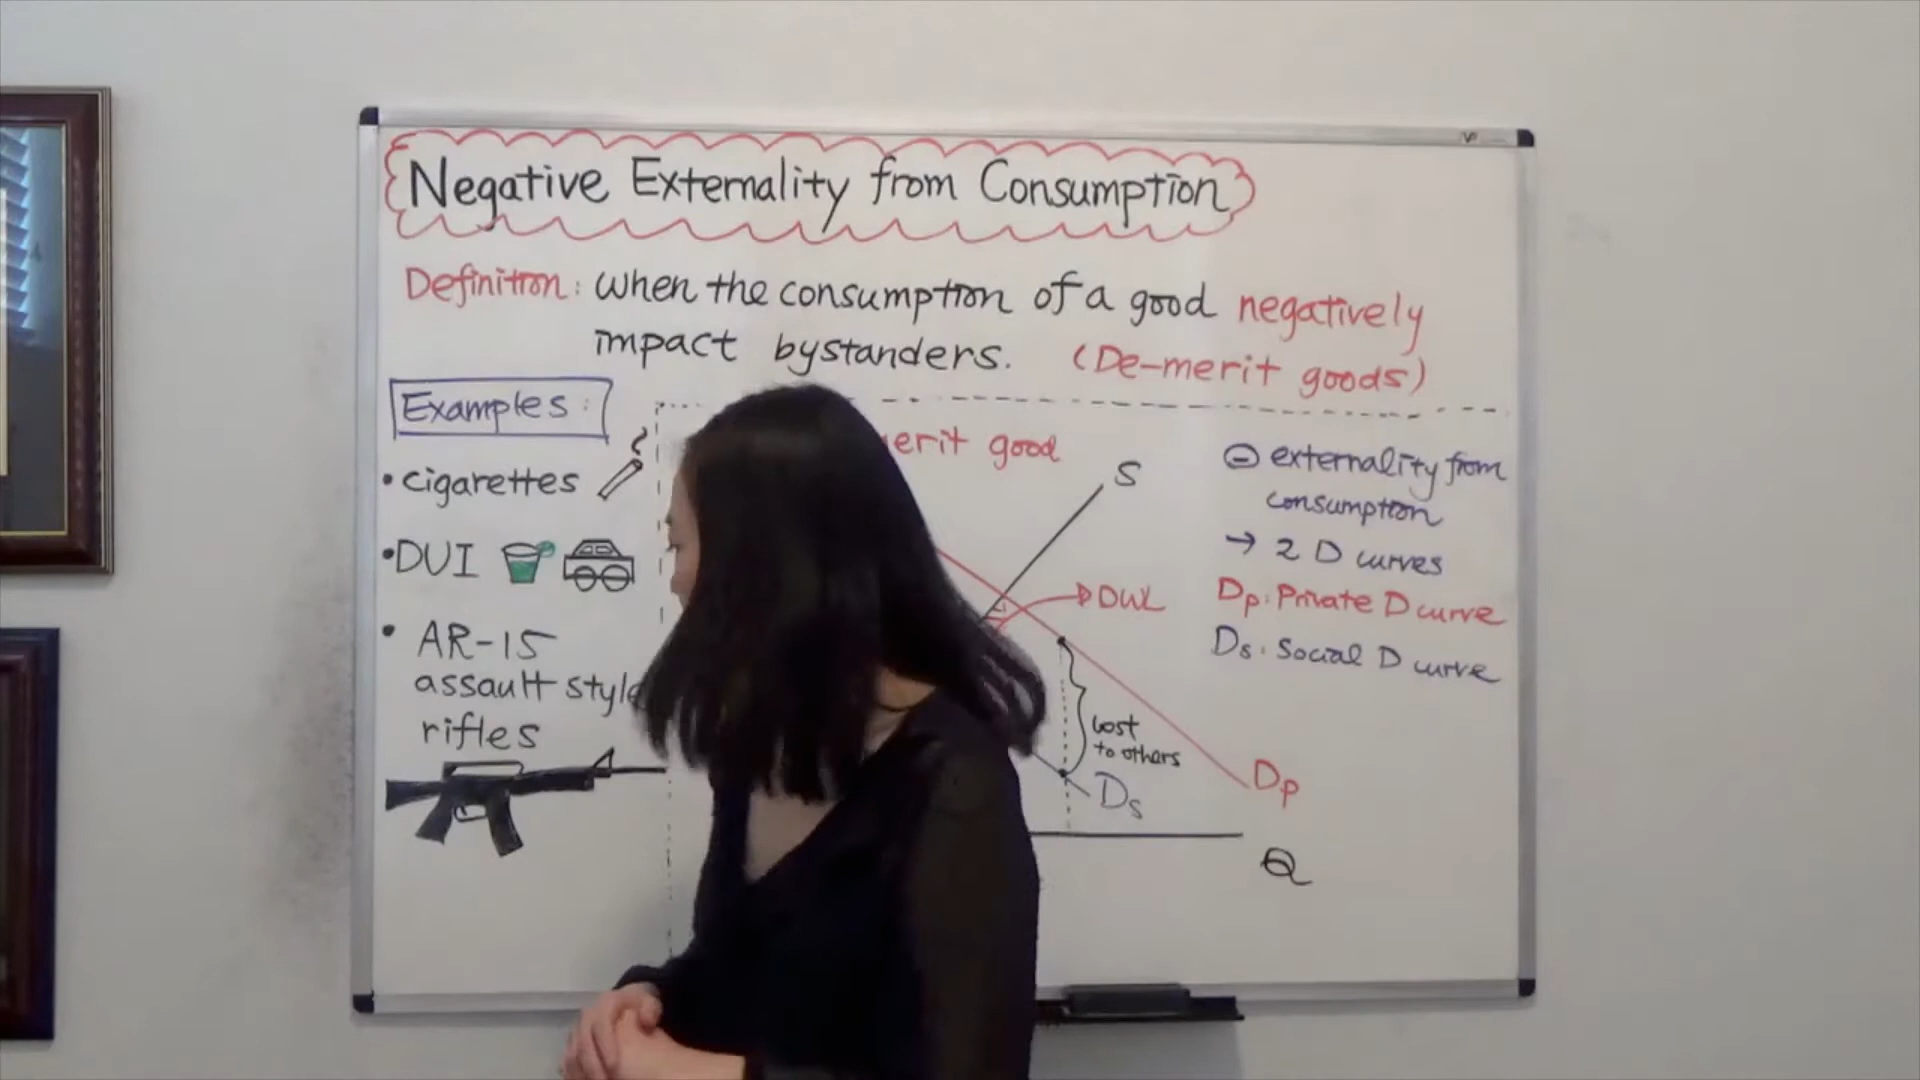 Negative Externality from Consumption
Definition: when the consumption of a good negatively
impact bystanders. (De-merit goods)
Examples:
• cigarettes
• DUI
• AR-15
assault style
rifles
erit good
S
DWL
cost
to others
Dp
Ds
Q
⊖ externality from
consumption
→ 2 D curves
Dp: Private D curve
Ds: Social D curve